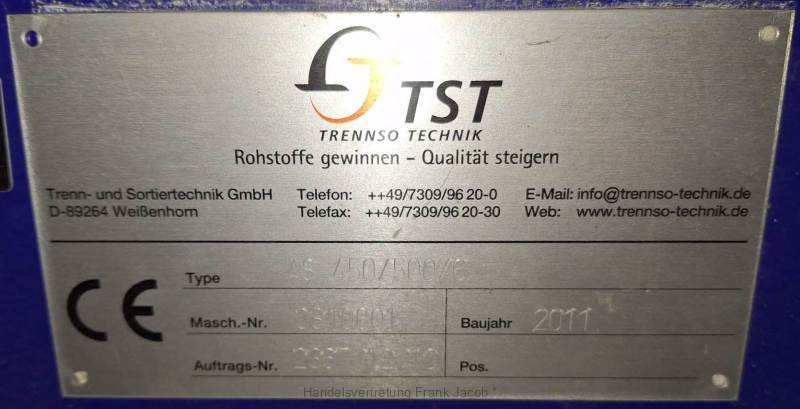 TST
TRENNSO TECHNIK
Rohstoffe gewinnen - Qualität steigern
Trenn- und Sortiertechnik GmbH Telefon: ++49/7309/96 20-0 E-Mail: info@trennso-technik.de
D-89264 Weißenhorn Telefax: ++49/7309/96 20-30 Web: www.trennso-technik.de
CE
Type
Masch.-Nr. Baujahr 2011
Auftrags-Nr. Pos.
Handelsvertretung Frank Jacob *